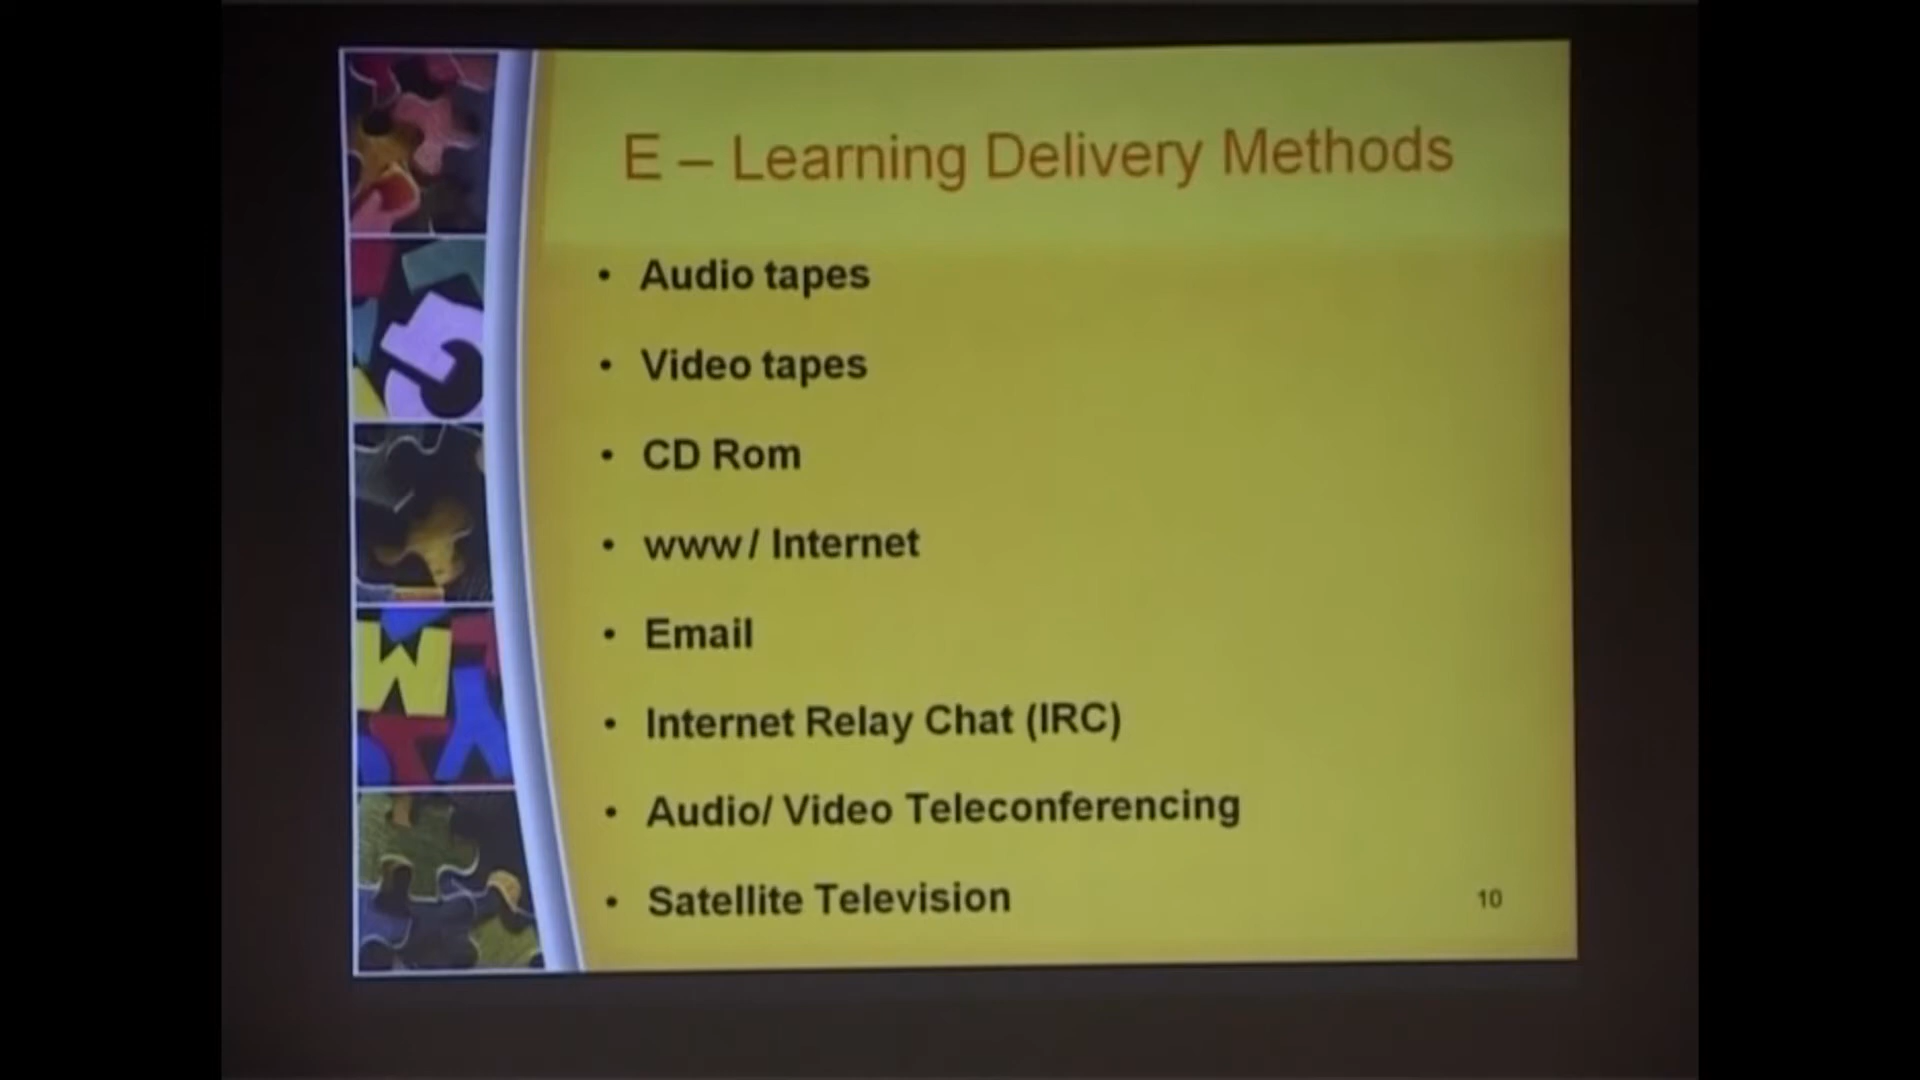 E – Learning Delivery Methods
• Audio tapes
• Video tapes
• CD Rom
• www / Internet
• Email
• Internet Relay Chat (IRC)
• Audio/ Video Teleconferencing
• Satellite Television
10